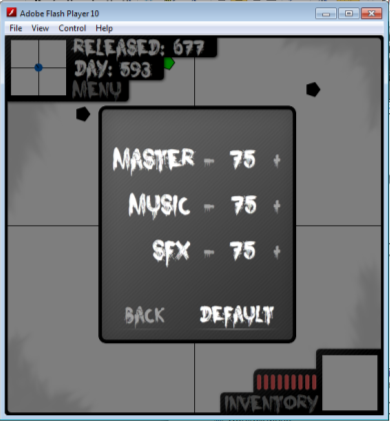 Adobe Flash Player 10
File View Control Help
RELEASED: 677
DAY: 593
MENU
MASTER - 75 +
MUSIC - 75 +
SFX - 75 +
BACK DEFAULT
INVENTORY